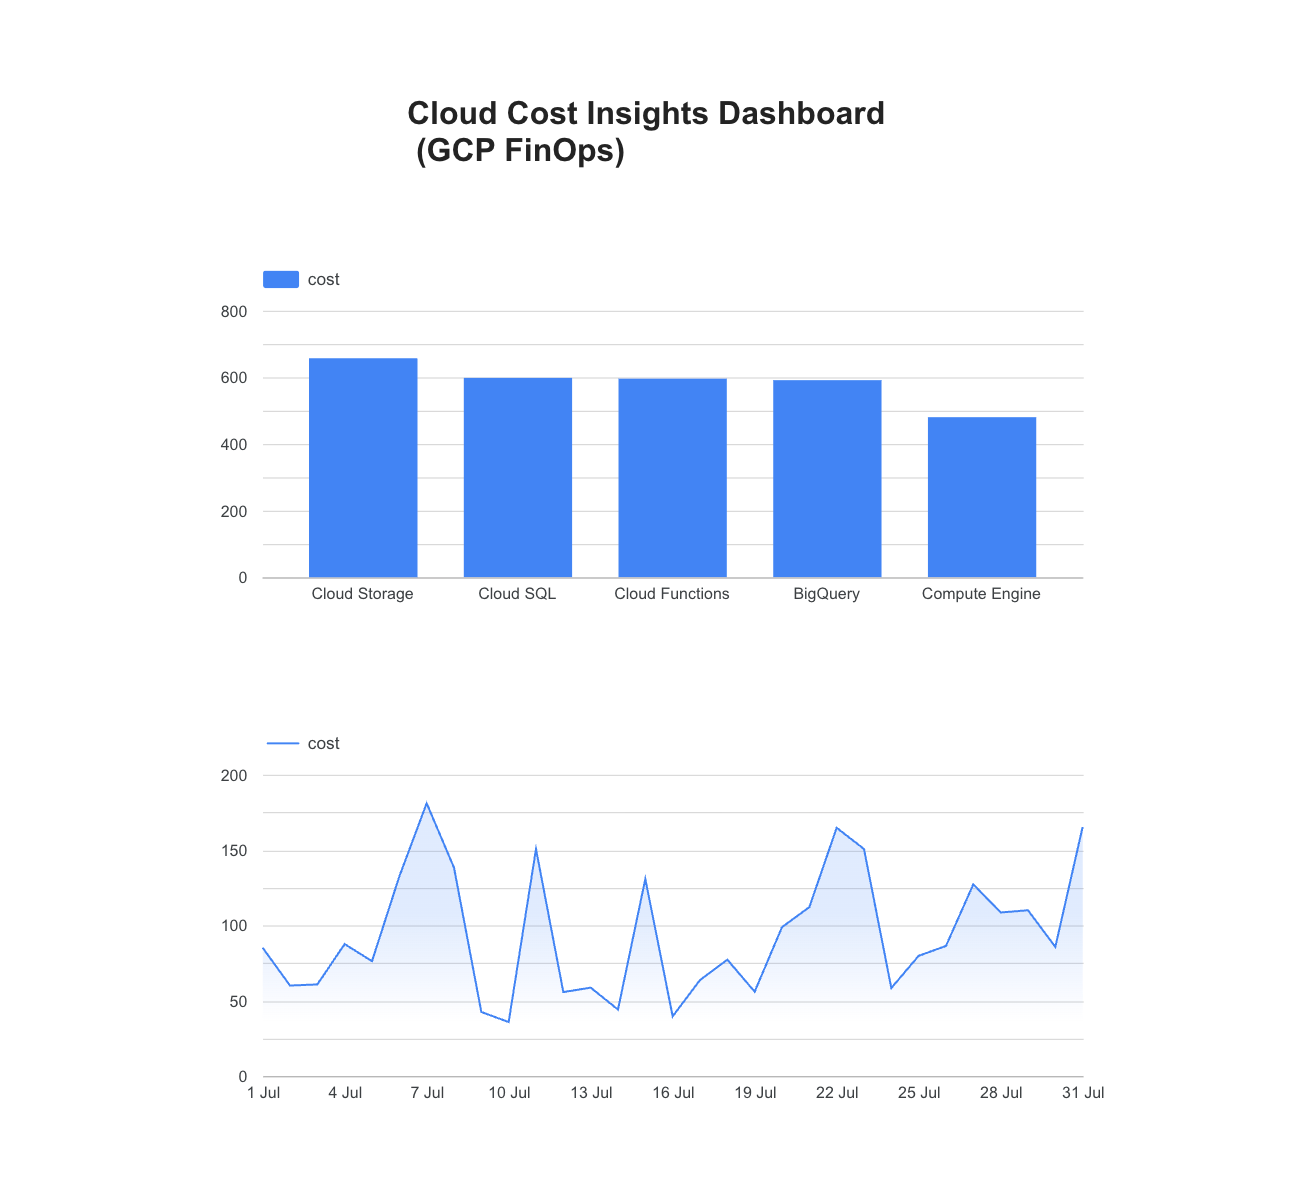 Cloud Cost Insights Dashboard
(GCP FinOps)
cost
800
600
400
200
0
Cloud Storage Cloud SQL Cloud Functions BigQuery Compute Engine
cost
200
150
100
50
0
1 Jul 4 Jul 7 Jul 10 Jul 13 Jul 16 Jul 19 Jul 22 Jul 25 Jul 28 Jul 31 Jul